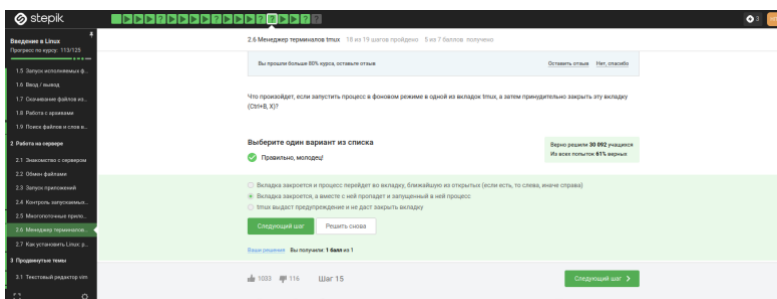 stepik
3
Введение в Linux
Прогресс по курсу: 113/125
2.6 Менеджер терминалов tmux 18 из 19 шагов пройдено 5 из 7 баллов получено
1.5 Запуск исполняемых ф..
1.6 Ввод / вывод
1.7 Скачивание файлов из..
1.8 Работа с архивами
1.9 Поиск файлов и слов в..
2 Работа на сервере
2.1 Знакомство с сервером
2.2 Обмен файлами
2.3 Запуск приложений
2.4 Контроль запускаемых..
2.5 Многопоточные прило..
2.6 Менеджер терминалов..
2.7 Как установить Linux: р..
3 Продвинутые темы
3.1 Текстовый редактор vim
Вы прошли больше 80% курса, оставьте отзыв
Оставить отзыв Нет, спасибо
Что произойдет, если запустить процесс в фоновом режиме в одной из вкладок tmux, а затем принудительно закрыть эту вкладку
(Ctrl+B, X)?
Выберите один вариант из списка
Правильно, молодец!
Верно решили 30 092 учащихся
Из всех попыток 61% верных
Вкладка закроется и процесс перейдет во вкладку, ближайшую из открытых (если есть, то слева, иначе справа)
Вкладка закроется, а вместе с ней пропадет и запущенный в ней процесс
tmux выдаст предупреждение и не даст закрыть вкладку
Следующий шаг Решить снова
Ваши решения Вы получили: 1 балл из 1
1033 116 Шаг 15
Следующий шаг